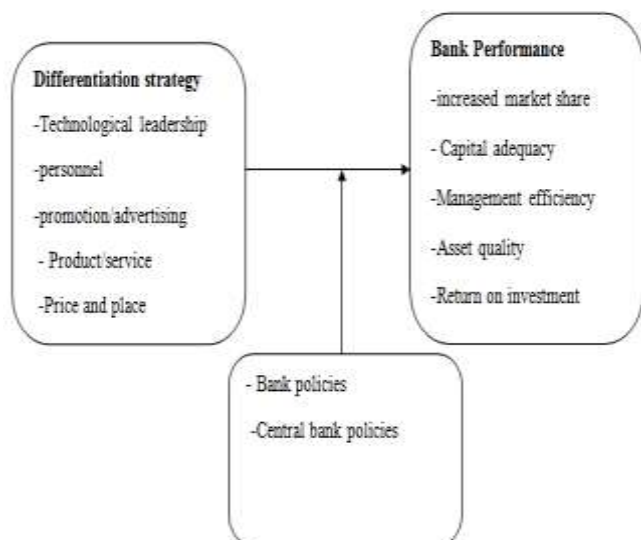 Differentiation strategy
-Technological leadership
-personnel
-promotion/advertising
- Product/service
-Price and place
Bank Performance
-increased market share
- Capital adequacy
-Management efficiency
-Asset quality
-Return on investment
- Bank policies
-Central bank policies